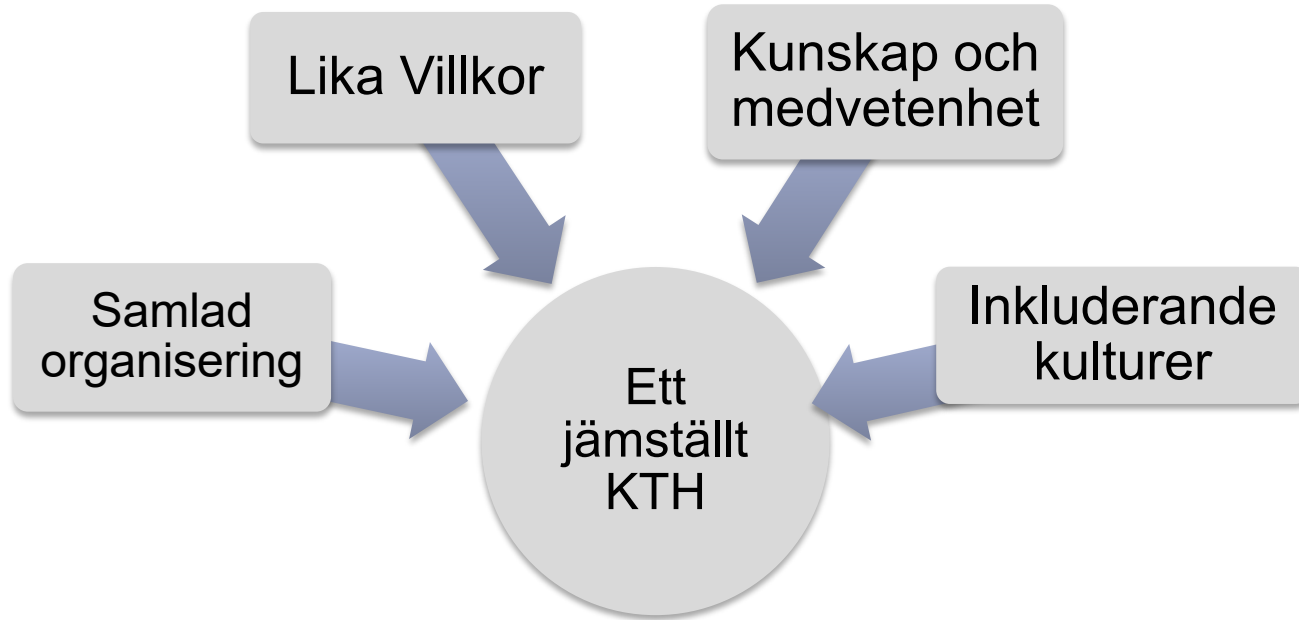 Lika Villkor
Kunskap och
medvetenhet
Samlad
organisering
Inkluderande
kulturer
Ett
jämställt
KTH